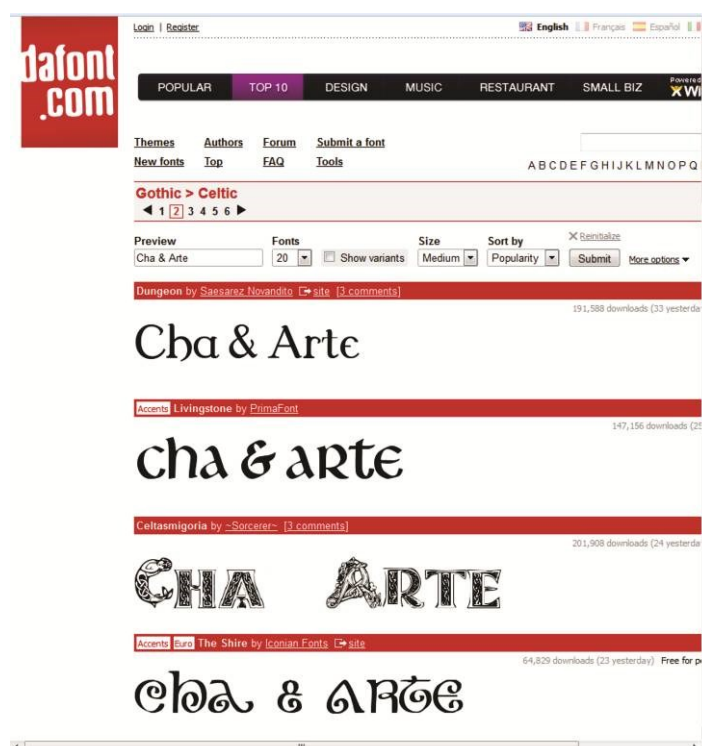 dafont
.com
Login | Register
English Français Español
POPULAR TOP 10 DESIGN MUSIC RESTAURANT SMALL BIZ Powered
Themes Authors Forum Submit a font
New fonts Top FAQ Tools
A B C D E F G H I J K L M N O P Q
Gothic > Celtic
1 2 3 4 5 6
Preview Fonts Size Sort by Reinitialize
Cha & Arte 20 Show variants Medium Popularity Submit More options
Dungeon by Saesarez Novandito site [3 comments]
191,588 downloads (33 yesterda
Cha & Arte
Accents Livingstone by PrimaFont
147,156 downloads (25
cha & arte
Celtasmigoria by ~Sorcerer~ [3 comments]
201,908 downloads (24 yesterda
Cha Arte
Accents Euro The Shire by Iconian Fonts site
64,829 downloads (23 yesterday) Free for p
Cha & Arte